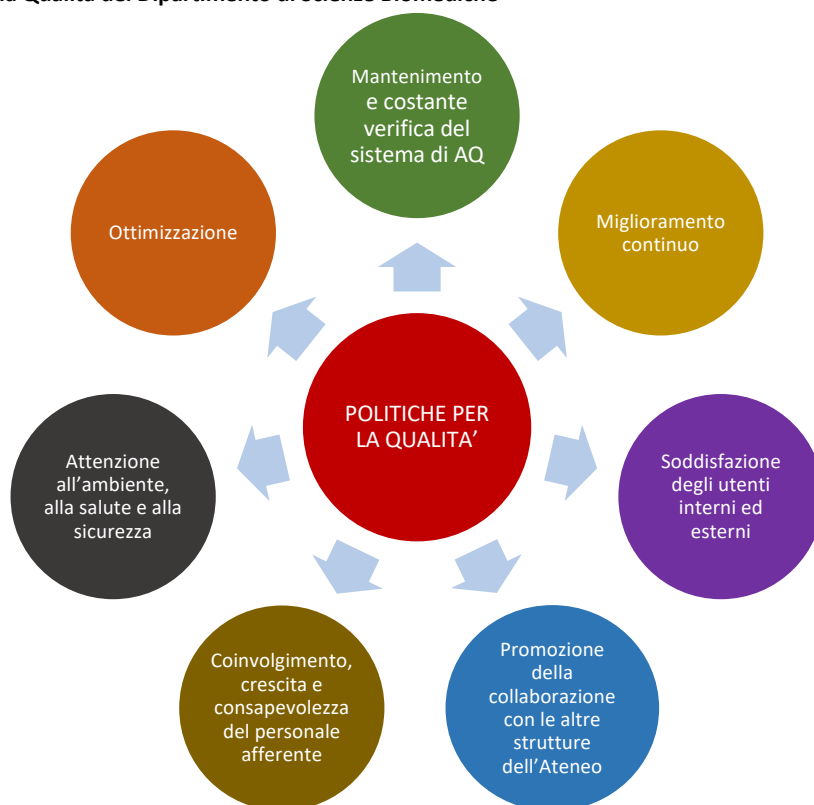 la Qualità del Dipartimento di Scienze Biomediche
Mantenimento
e costante
verifica del
sistema di AQ
Miglioramento
continuo
Soddisfazione
degli utenti
interni ed
esterni
Promozione
della
collaborazione
con le altre
strutture
dell’Ateneo
Coinvolgimento,
crescita e
consapevolezza
del personale
afferente
Attenzione
all’ambiente,
alla salute e alla
sicurezza
Ottimizzazione
POLITICHE PER
LA QUALITA’